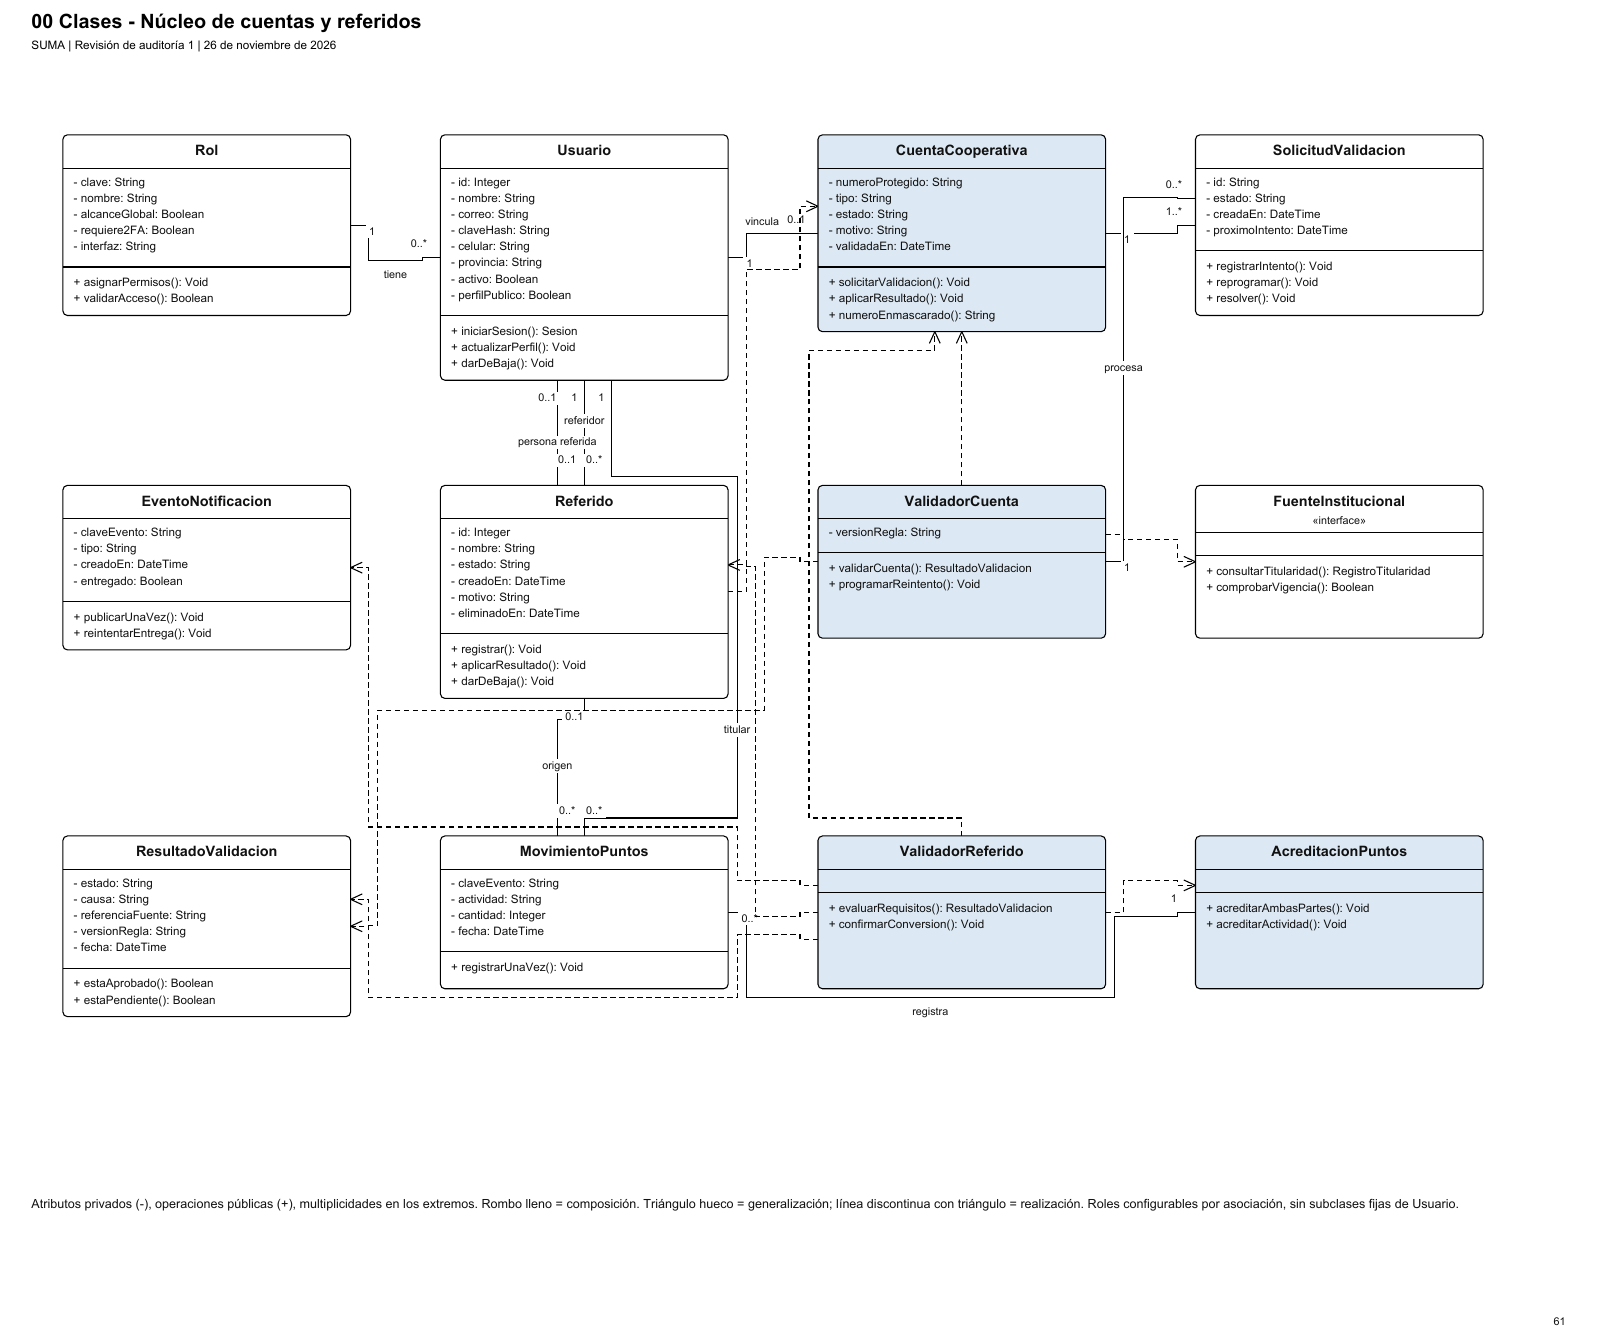 00 Clases - Núcleo de cuentas y referidos
SUMA | Revisión de auditoría 1 | 26 de noviembre de 2026
Rol
- clave: String
- nombre: String
- alcanceGlobal: Boolean
- requiere2FA: Boolean
- interfaz: String
+ asignarPermisos(): Void
+ validarAcceso(): Boolean
1
0..*
tiene
Usuario
- id: Integer
- nombre: String
- correo: String
- claveHash: String
- celular: String
- provincia: String
- activo: Boolean
- perfilPublico: Boolean
+ iniciarSesion(): Sesion
+ actualizarPerfil(): Void
+ darDeBaja(): Void
vincula
0..1
1
CuentaCooperativa
- numeroProtegido: String
- tipo: String
- estado: String
- motivo: String
- validadaEn: DateTime
+ solicitarValidacion(): Void
+ aplicarResultado(): Void
+ numeroEnmascarado(): String
0..*
1..*
1
SolicitudValidacion
- id: String
- estado: String
- creadaEn: DateTime
- proximoIntento: DateTime
+ registrarIntento(): Void
+ reprogramar(): Void
+ resolver(): Void
procesa
0..1
1
1
referidor
persona referida
0..1
0..*
EventoNotificacion
- claveEvento: String
- tipo: String
- creadoEn: DateTime
- entregado: Boolean
+ publicarUnaVez(): Void
+ reintentarEntrega(): Void
Referido
- id: Integer
- nombre: String
- estado: String
- creadoEn: DateTime
- motivo: String
- eliminadoEn: DateTime
+ registrar(): Void
+ aplicarResultado(): Void
+ darDeBaja(): Void
ValidadorCuenta
- versionRegla: String
+ validarCuenta(): ResultadoValidacion
+ programarReintento(): Void
1
FuenteInstitucional
«interface»
+ consultarTitularidad(): RegistroTitularidad
+ comprobarVigencia(): Boolean
0..1
titular
origen
0..*
0..*
ResultadoValidacion
- estado: String
- causa: String
- referenciaFuente: String
- versionRegla: String
- fecha: DateTime
+ estaAprobado(): Boolean
+ estaPendiente(): Boolean
MovimientoPuntos
- claveEvento: String
- actividad: String
- cantidad: Integer
- fecha: DateTime
+ registrarUnaVez(): Void
0..
ValidadorReferido
+ evaluarRequisitos(): ResultadoValidacion
+ confirmarConversion(): Void
1
AcreditacionPuntos
+ acreditarAmbasPartes(): Void
+ acreditarActividad(): Void
registra
Atributos privados (-), operaciones públicas (+), multiplicidades en los extremos. Rombo lleno = composición. Triángulo hueco = generalización; línea discontinua con triángulo = realización. Roles configurables por asociación, sin subclases fijas de Usuario.
61